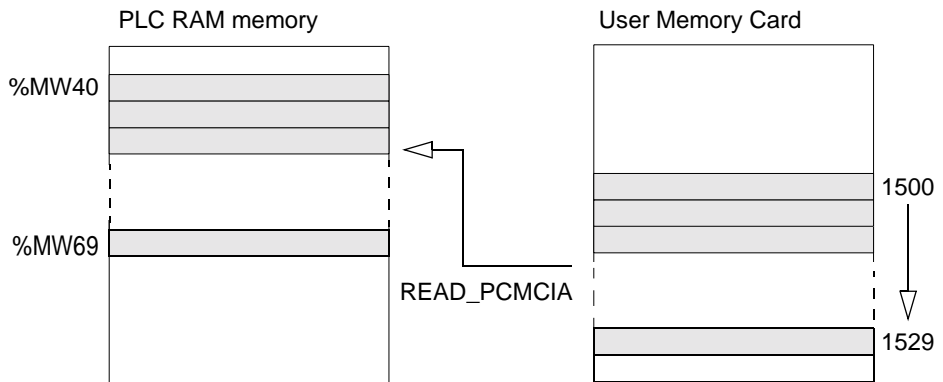 PLC RAM memory
User Memory Card
%MW40
1500
%MW69
READ_PCMCIA
1529